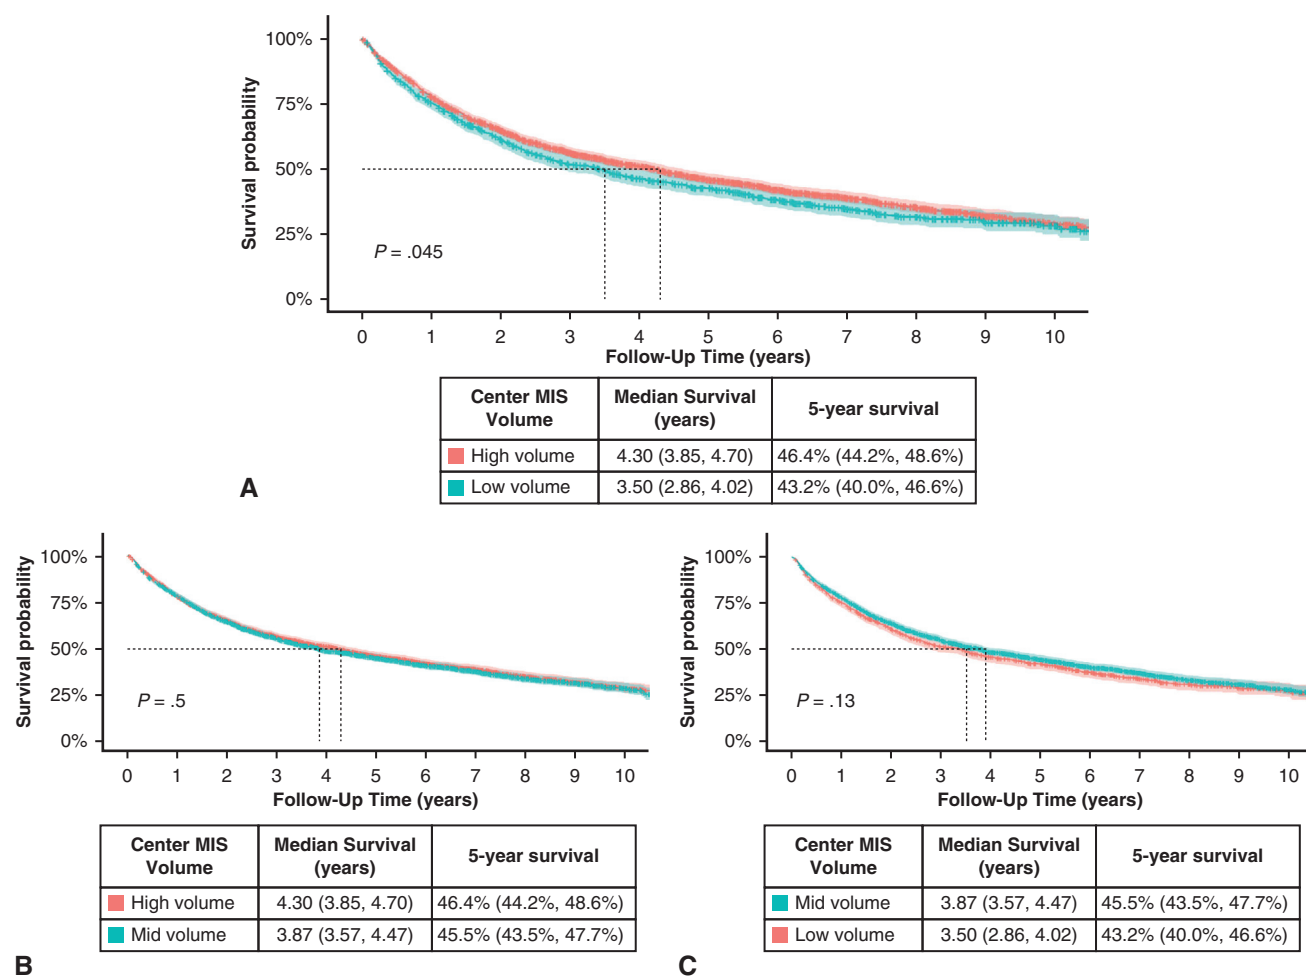 100%
75%
50%
25%
0%
Survival probability
P = .045
0 1 2 3 4 5 6 7 8 9 10
Follow-Up Time (years)
Center MIS Volume
Median Survival (years)
5-year survival
High volume 4.30 (3.85, 4.70) 46.4% (44.2%, 48.6%)
Low volume 3.50 (2.86, 4.02) 43.2% (40.0%, 46.6%)
A
100%
75%
50%
25%
0%
Survival probability
P = .5
0 1 2 3 4 5 6 7 8 9 10
Follow-Up Time (years)
Center MIS Volume
Median Survival (years)
5-year survival
High volume 4.30 (3.85, 4.70) 46.4% (44.2%, 48.6%)
Mid volume 3.87 (3.57, 4.47) 45.5% (43.5%, 47.7%)
B
100%
75%
50%
25%
0%
Survival probability
P = .13
0 1 2 3 4 5 6 7 8 9 10
Follow-Up Time (years)
Center MIS Volume
Median Survival (years)
5-year survival
Mid volume 3.87 (3.57, 4.47) 45.5% (43.5%, 47.7%)
Low volume 3.50 (2.86, 4.02) 43.2% (40.0%, 46.6%)
C